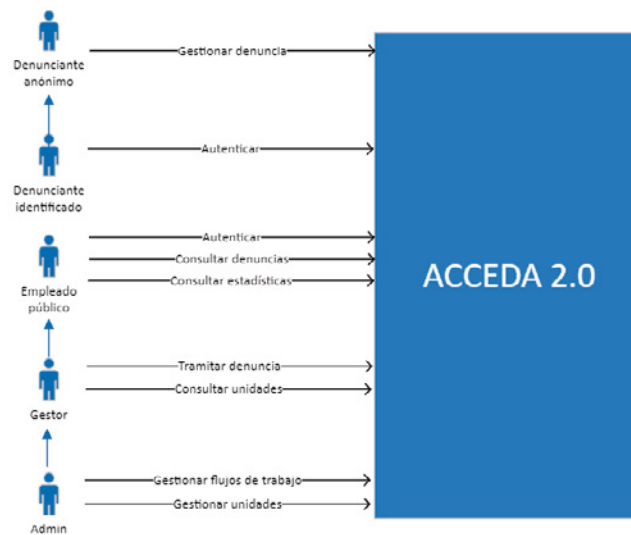 Denunciante
anónimo
Gestionar denuncia
Denunciante
identificado
Autenticar
Empleado
público
Autenticar
Consultar denuncias
Consultar estadísticas
ACCEDA 2.0
Gestor
Tramitar denuncia
Consultar unidades
Admin
Gestionar flujos de trabajo
Gestionar unidades